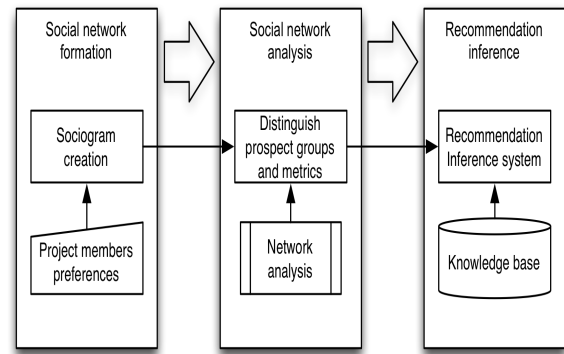 Social network
formation
Sociogram
creation
Project members
preferences
Social network
analysis
Distinguish
prospect groups
and metrics
Network
analysis
Recommendation
inference
Recommendation
Inference system
Knowledge base